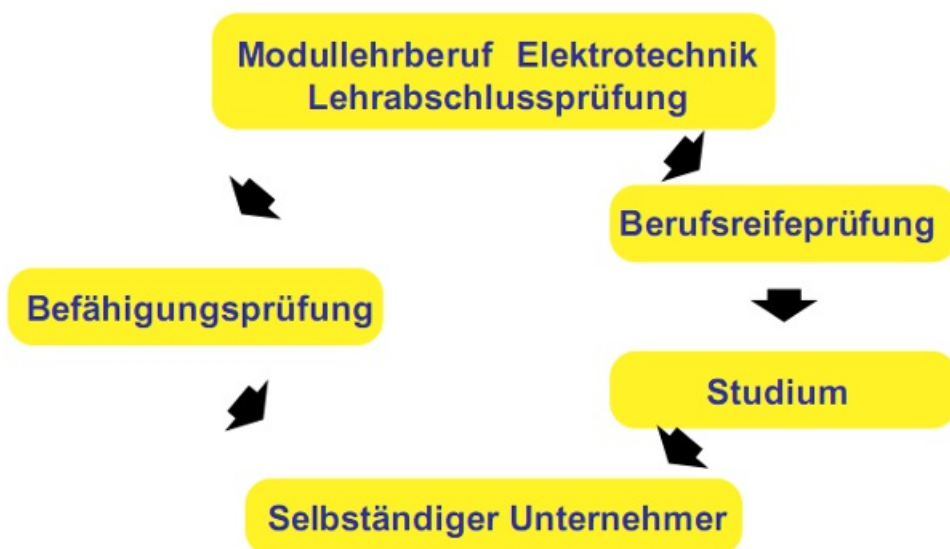 Modullehrberuf Elektrotechnik
Lehrabschlussprüfung
Berufsreifeprüfung
Befähigungsprüfung
Studium
Selbständiger Unternehmer